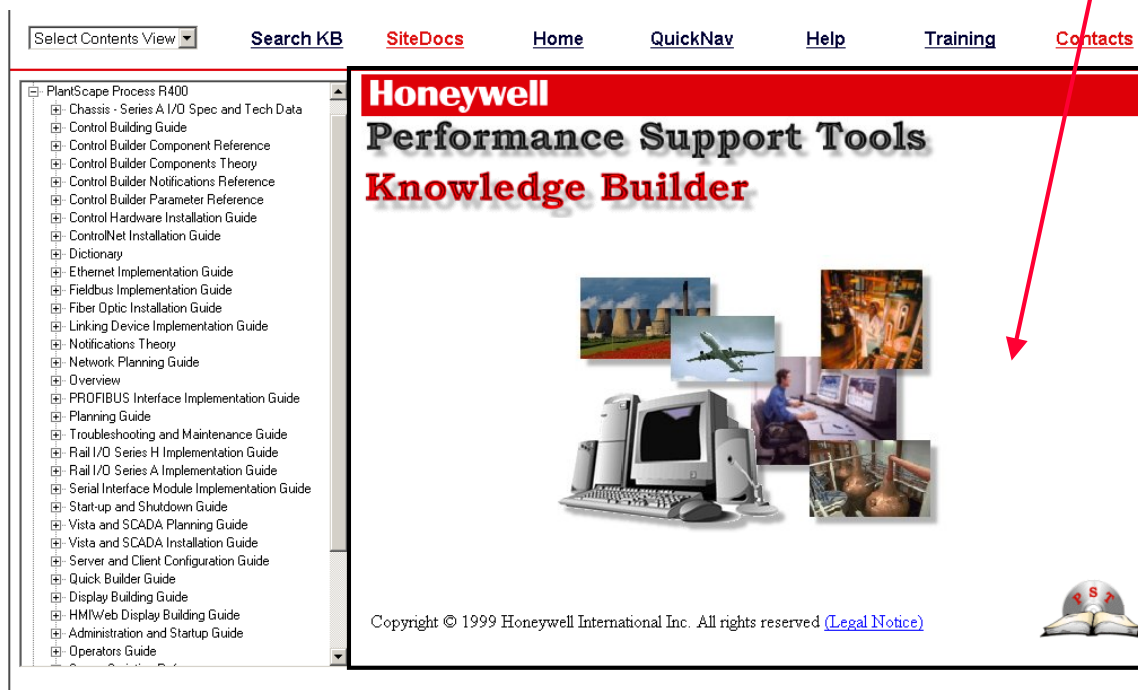 Select Contents View
Search KB
SiteDocs
Home
QuickNav
Help
Training
Contacts
PlantScape Process R400
Chassis - Series A I/O Spec and Tech Data
Control Building Guide
Control Builder Component Reference
Control Builder Components Theory
Control Builder Notifications Reference
Control Builder Parameter Reference
Control Hardware Installation Guide
ControlNet Installation Guide
Dictionary
Ethernet Implementation Guide
Fieldbus Implementation Guide
Fiber Optic Installation Guide
Linking Device Implementation Guide
Notifications Theory
Network Planning Guide
Overview
PROFIBUS Interface Implementation Guide
Planning Guide
Troubleshooting and Maintenance Guide
Rail I/O Series H Implementation Guide
Rail I/O Series A Implementation Guide
Serial Interface Module Implementation Guide
Start-up and Shutdown Guide
Vista and SCADA Planning Guide
Vista and SCADA Installation Guide
Server and Client Configuration Guide
Quick Builder Guide
Display Building Guide
HMIWeb Display Building Guide
Administration and Startup Guide
Operators Guide
Honeywell
Performance Support Tools
Knowledge Builder
PST
Copyright © 1999 Honeywell International Inc. All rights reserved (Legal Notice)